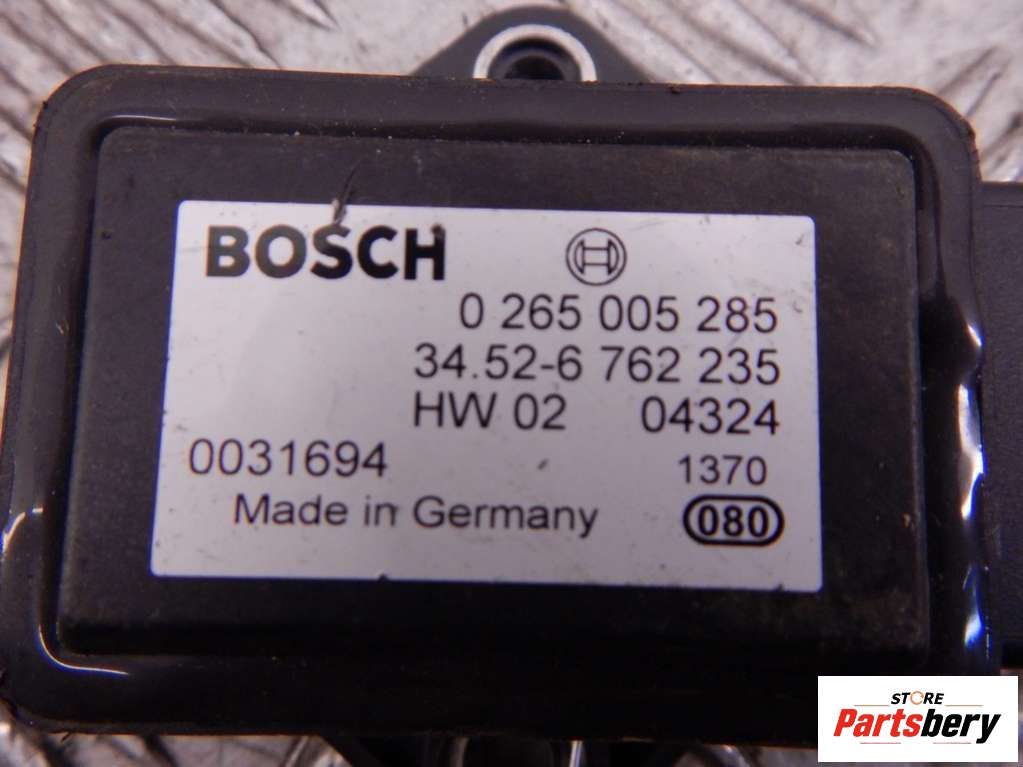 BOSCH
0 265 005 285
34.52-6 762 235
HW 02 04324
0031694 1370
Made in Germany 080
STORE
Partsbery